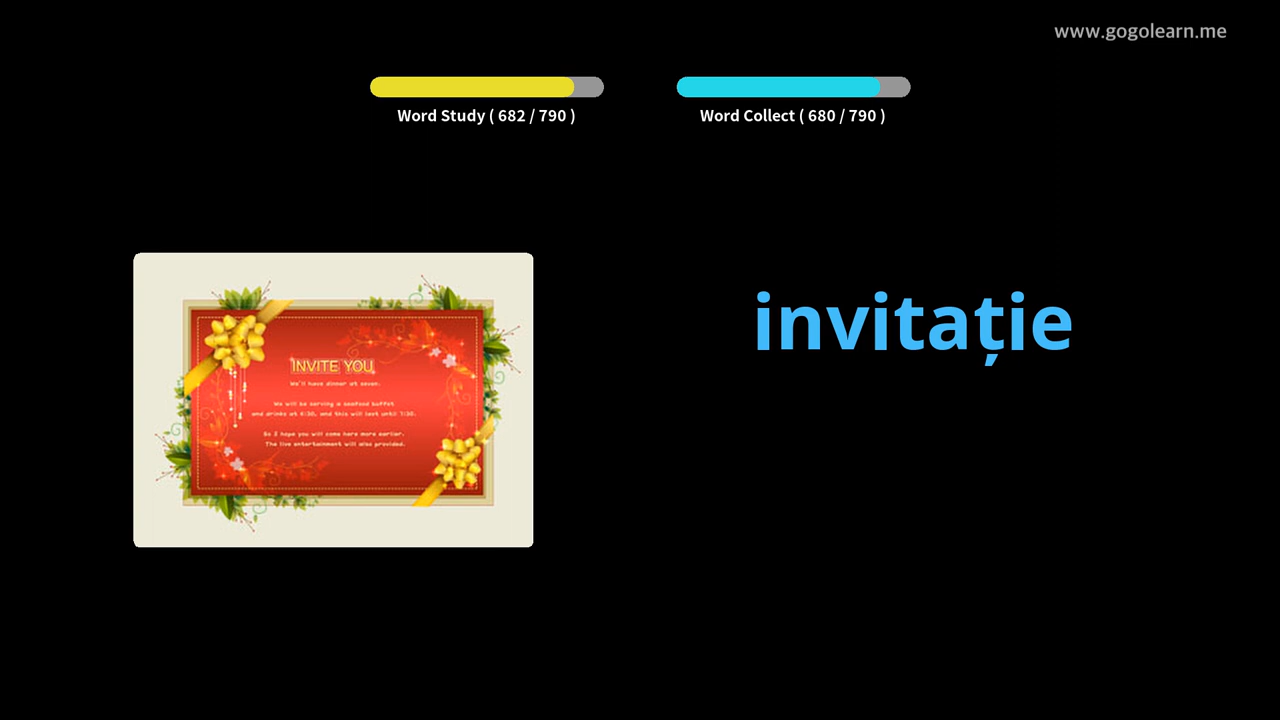 www.gogolearn.me
Word Study ( 682 / 790 )
Word Collect ( 680 / 790 )
invitație
INVITE YOU
We'll have dinner at seven.
We will be serving a seafood buffet
and drinks at 6:30, and this will last until 7:30.
So I hope you will come here more earlier.
The live entertainment will also provided.